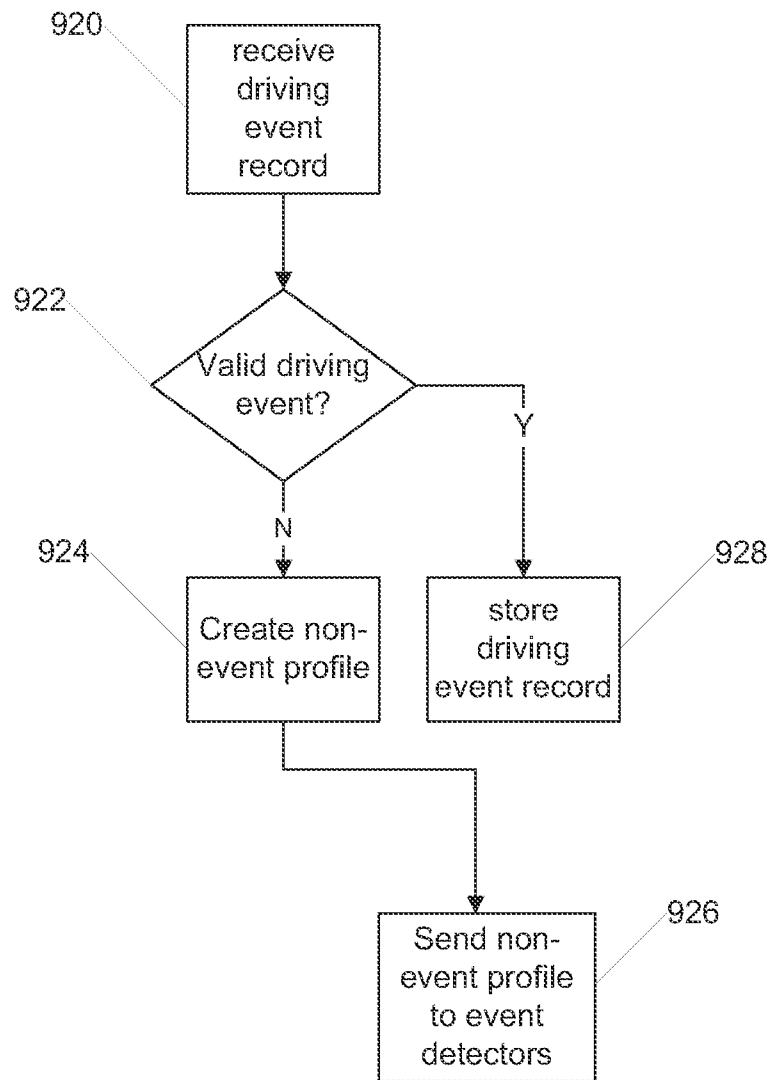 920
receive
driving
event
record
922
Valid driving
event?
Y
N
924
928
Create non-
event profile
store
driving
event record
926
Send non-
event profile
to event
detectors